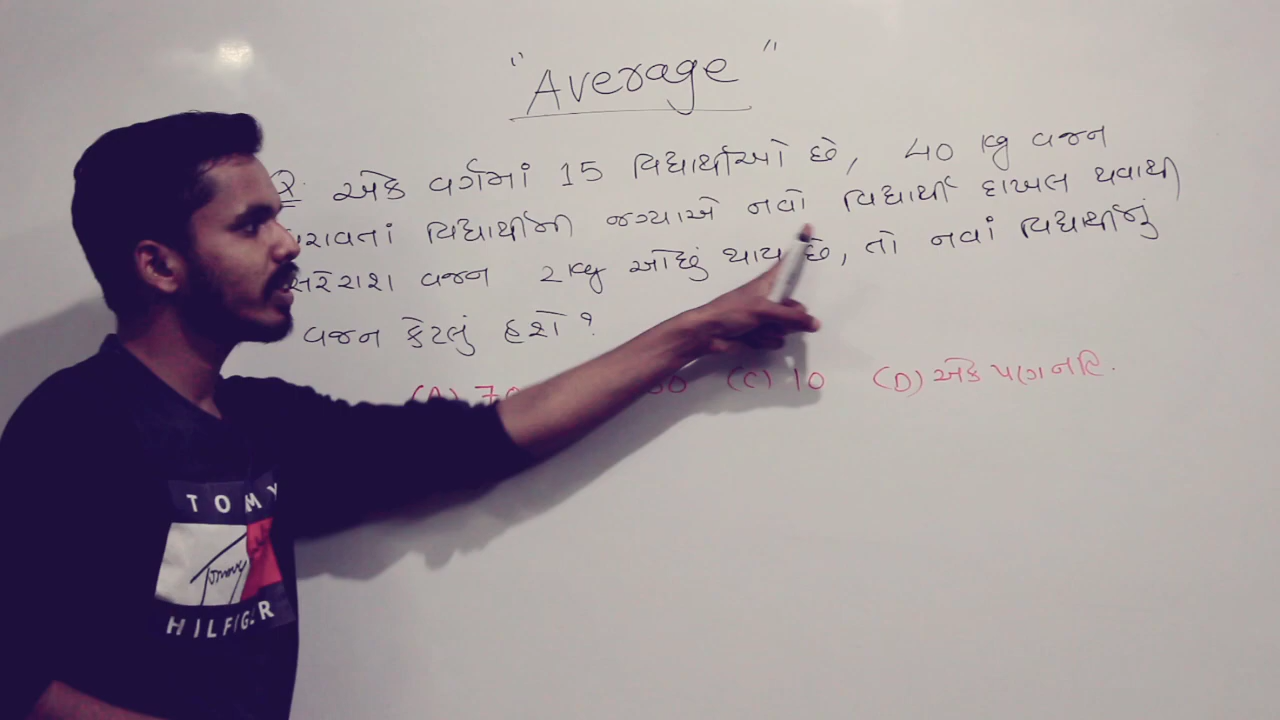 "Average"
Q. એક વર્ગમાં 15 વિદ્યાર્થીઓ છે, 40 kg વજન
ધરાવતાં વિદ્યાર્થીની જગ્યાએ નવો વિદ્યાર્થી દાખલ થવાથી
સરેરાશ વજન 2 kg ઓછું થાય છે, તો નવાં વિદ્યાર્થીનું
વજન કેટલું હશે?
(A) 70 (C) 10 (D) એક પણ નહિ.
TOMMY
HILFIGER